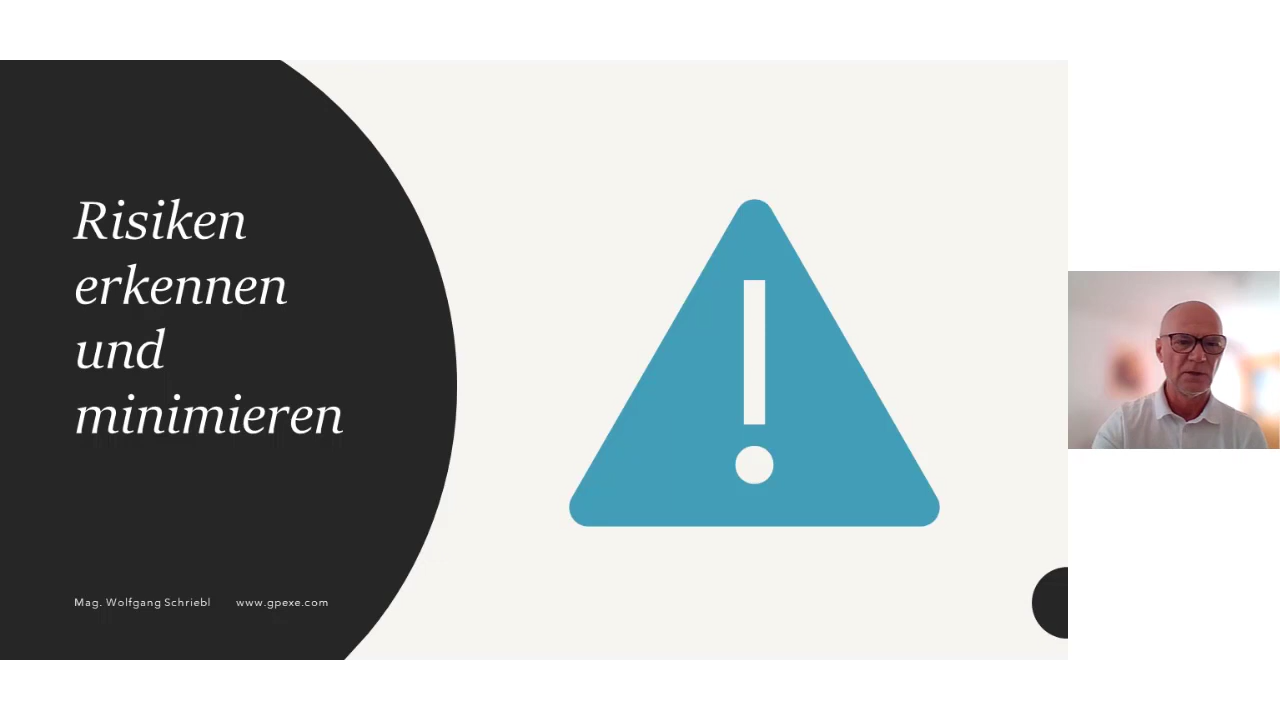 Risiken
erkennen
und
minimieren
Mag. Wolfgang Schriebl www.gpexe.com